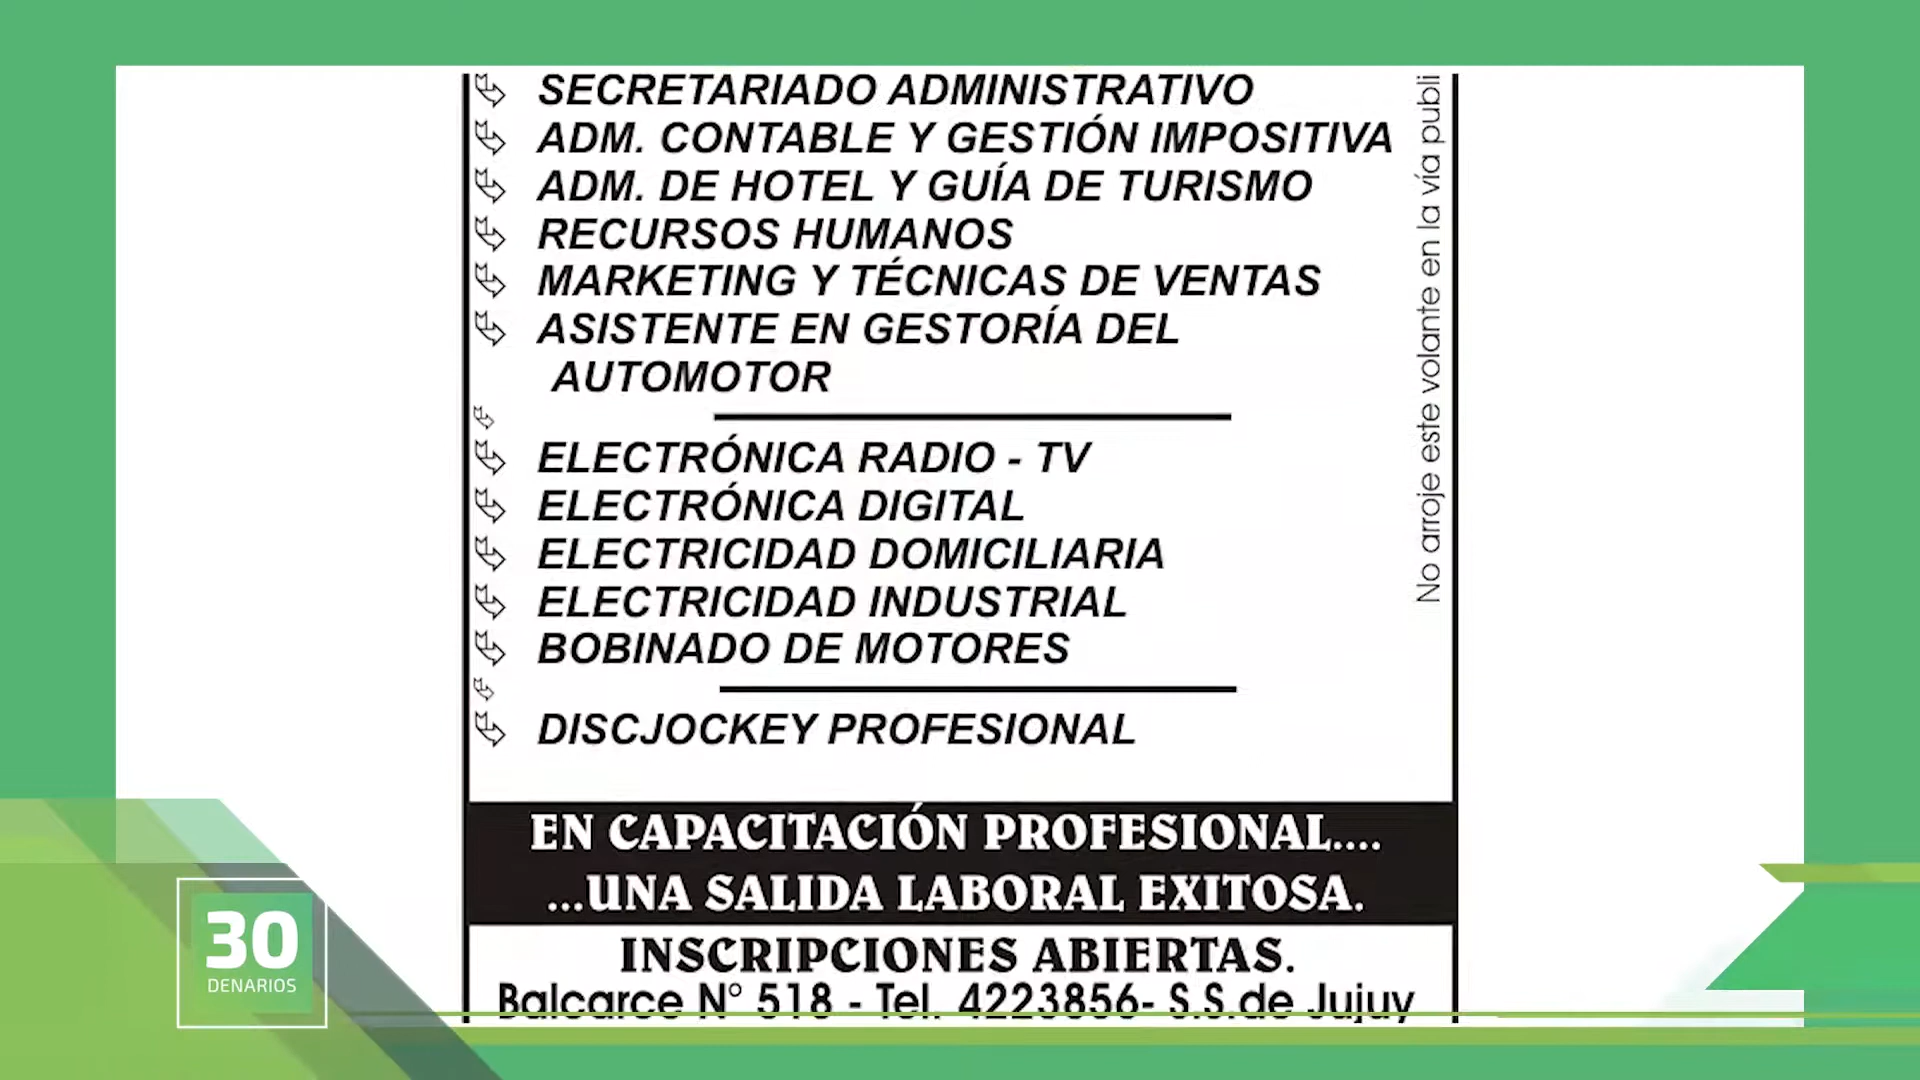 SECRETARIADO ADMINISTRATIVO
ADM. CONTABLE Y GESTIÓN IMPOSITIVA
ADM. DE HOTEL Y GUÍA DE TURISMO
RECURSOS HUMANOS
MARKETING Y TÉCNICAS DE VENTAS
ASISTENTE EN GESTORÍA DEL
AUTOMOTOR
ELECTRÓNICA RADIO - TV
ELECTRÓNICA DIGITAL
ELECTRICIDAD DOMICILIARIA
ELECTRICIDAD INDUSTRIAL
BOBINADO DE MOTORES
DISCJOCKEY PROFESIONAL
No arroje este volante en la vía publi
EN CAPACITACIÓN PROFESIONAL....
...UNA SALIDA LABORAL EXITOSA.
INSCRIPCIONES ABIERTAS.
Balcarce N° 518 - Tel. 4223856- S.S.de Jujuy
30
DENARIOS